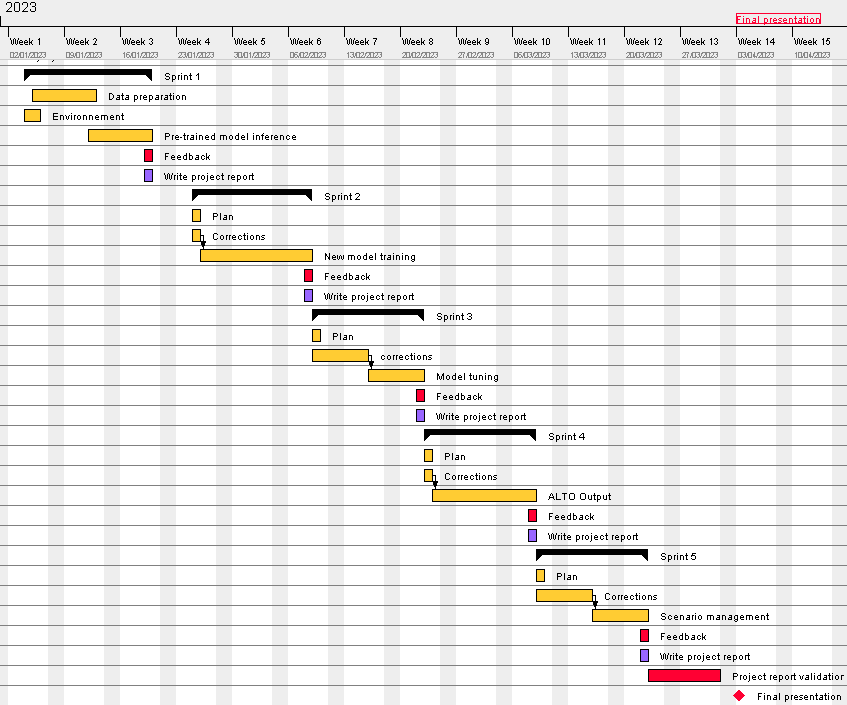 2023
Final presentation
Week 1 Week 2 Week 3 Week 4 Week 5 Week 6 Week 7 Week 8 Week 9 Week 10 Week 11 Week 12 Week 13 Week 14 Week 15
02/01/2023 09/01/2023 16/01/2023 23/01/2023 30/01/2023 06/02/2023 13/02/2023 20/02/2023 27/02/2023 06/03/2023 13/03/2023 20/03/2023 27/03/2023 03/04/2023 10/04/2023
Sprint 1
Data preparation
Environnement
Pre-trained model inference
Feedback
Write project report
Sprint 2
Plan
Corrections
New model training
Feedback
Write project report
Sprint 3
Plan
corrections
Model tuning
Feedback
Write project report
Sprint 4
Plan
Corrections
ALTO Output
Feedback
Write project report
Sprint 5
Plan
Corrections
Scenario management
Feedback
Write project report
Project report validatior
Final presentation